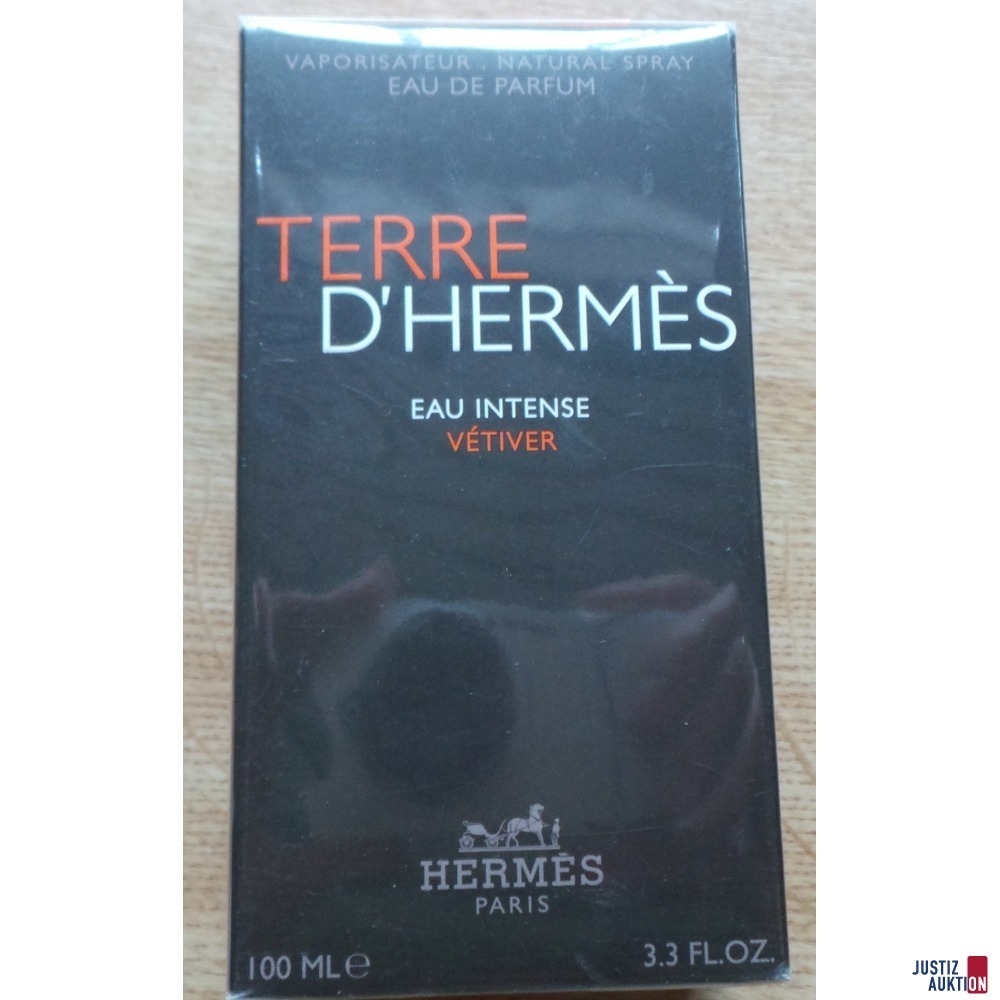 VAPORISATEUR . NATURAL SPRAY
EAU DE PARFUM
TERRE
D'HERMÈS
EAU INTENSE
VÉTIVER
HERMÈS
PARIS
100 ML℮
3.3 FL.OZ.
JUSTIZ
AUKTION